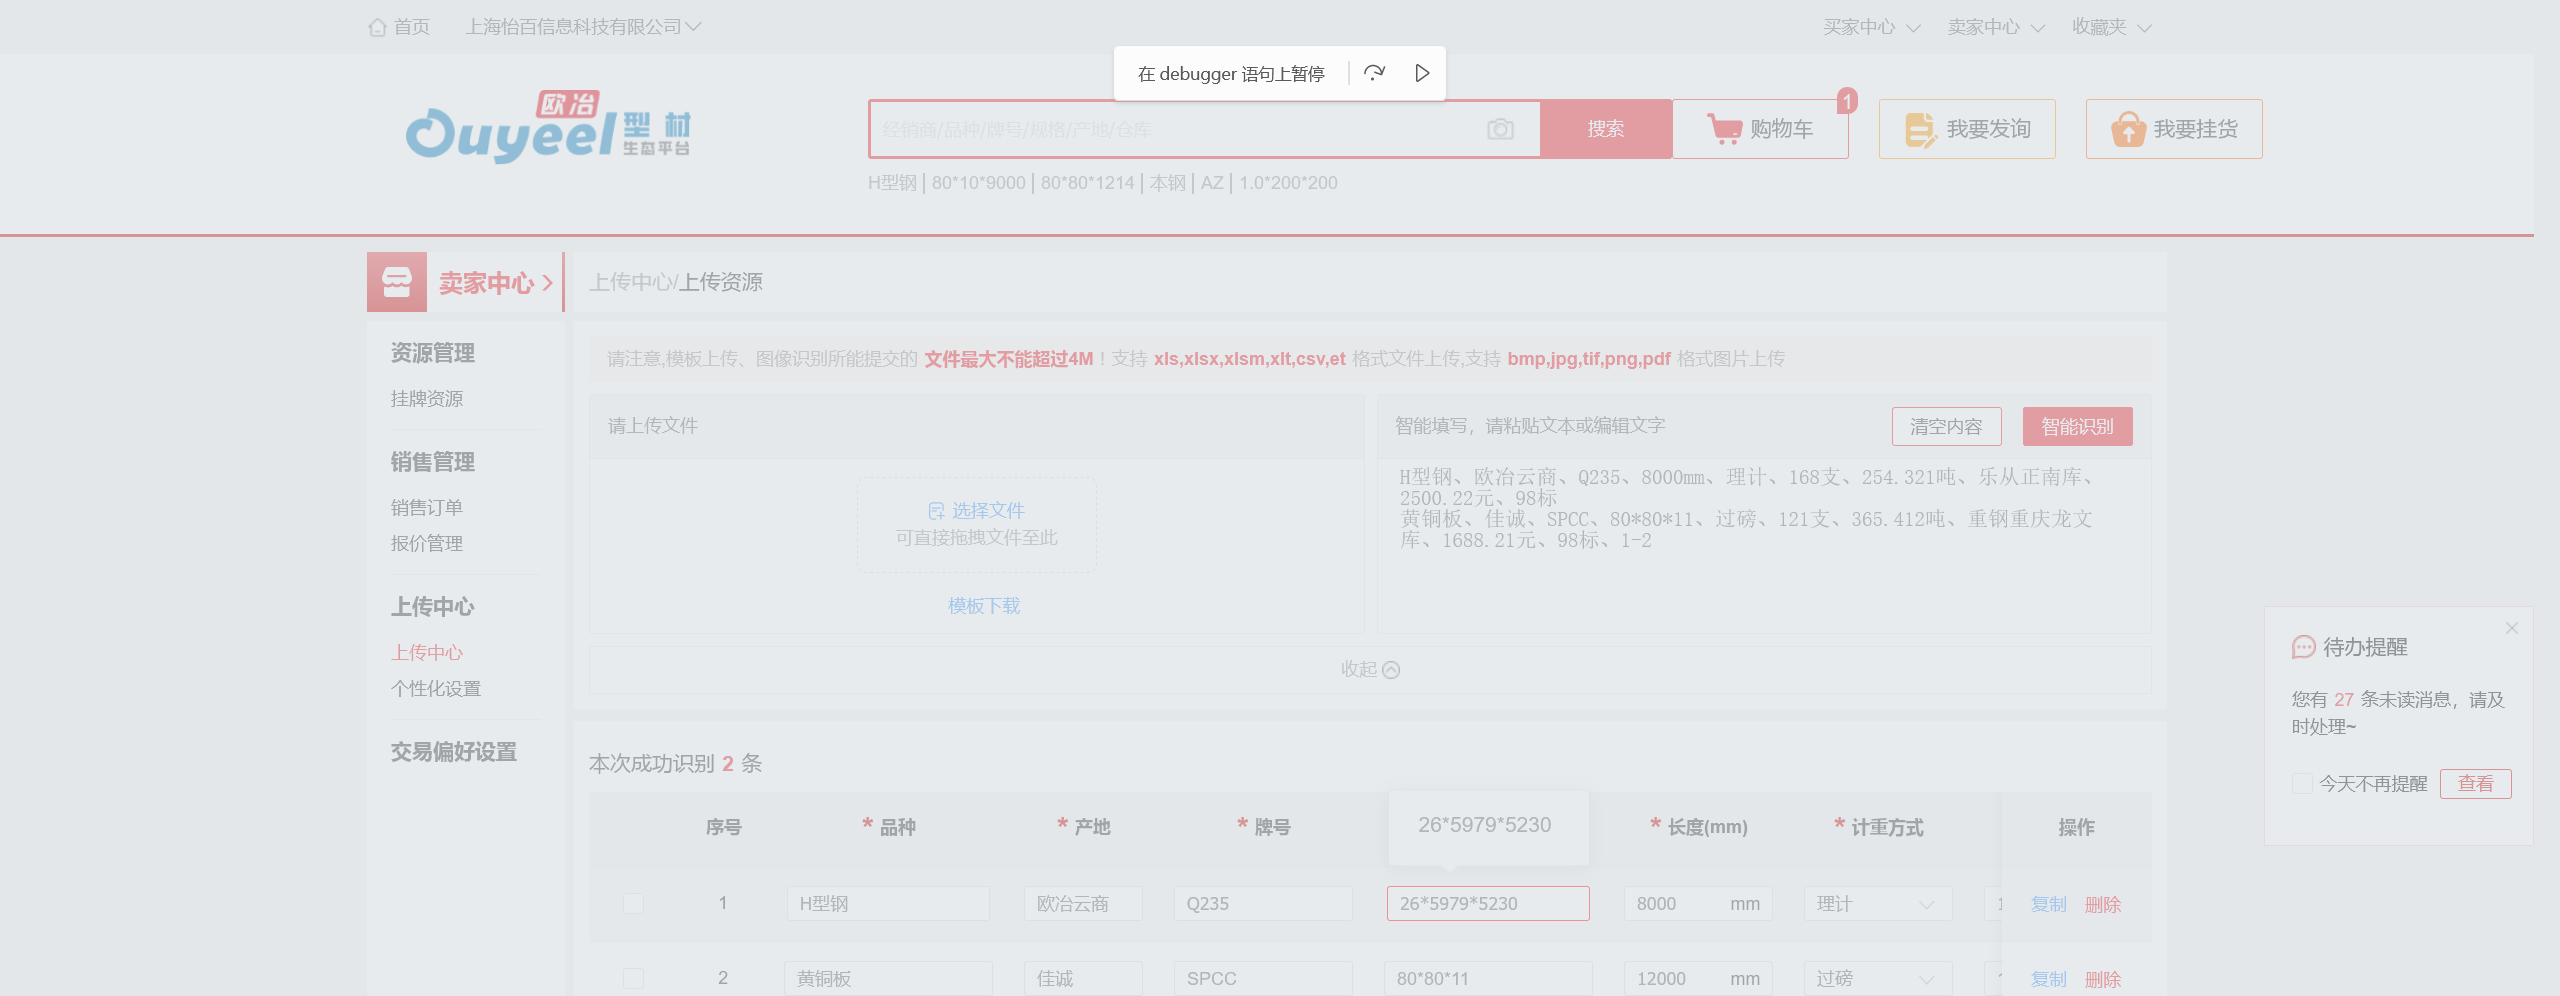 首页 上海怡百信息科技有限公司 买家中心 卖家中心 收藏夹
在 debugger 语句上暂停
欧冶
Ouyeel 型材
生态平台
经销商/品种/牌号/规格/产地/仓库 搜索 购物车 1 我要发询 我要挂货
H型钢 | 80*10*9000 | 80*80*1214 | 本钢 | AZ | 1.0*200*200
卖家中心 上传中心/上传资源
资源管理
挂牌资源
销售管理
销售订单
报价管理
上传中心
上传中心
个性化设置
交易偏好设置
请注意,模板上传、图像识别所能提交的 文件最大不能超过4M ! 支持 xls,xlsx,xlsm,xlt,csv,et 格式文件上传,支持 bmp,jpg,tif,png,pdf 格式图片上传
请上传文件
选择文件
可直接拖拽文件至此
模板下载
智能填写，请粘贴文本或编辑文字 清空内容 智能识别
H型钢、欧冶云商、Q235、8000mm、理计、168支、254.321吨、乐从正南库、
2500.22元、98标
黄铜板、佳诚、SPCC、80*80*11、过磅、121支、365.412吨、重钢重庆龙文
库、1688.21元、98标、1-2
收起
本次成功识别 2 条
26*5979*5230
序号 * 品种 * 产地 * 牌号 * 长度(mm) * 计重方式 操作
1 H型钢 欧冶云商 Q235 26*5979*5230 8000 mm 理计 复制 删除
2 黄铜板 佳诚 SPCC 80*80*11 12000 mm 过磅 复制 删除
待办提醒
您有 27 条未读消息，请及
时处理~
今天不再提醒 查看